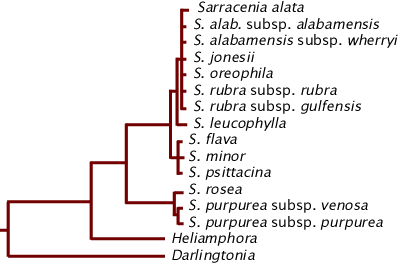 Sarracenia alata
S. alab. subsp. alabamensis
S. alabamensis subsp. wherryi
S. jonesii
S. oreophila
S. rubra subsp. rubra
S. rubra subsp. gulfensis
S. leucophylla
S. flava
S. minor
S. psittacina
S. rosea
S. purpurea subsp. venosa
S. purpurea subsp. purpurea
Heliamphora
Darlingtonia